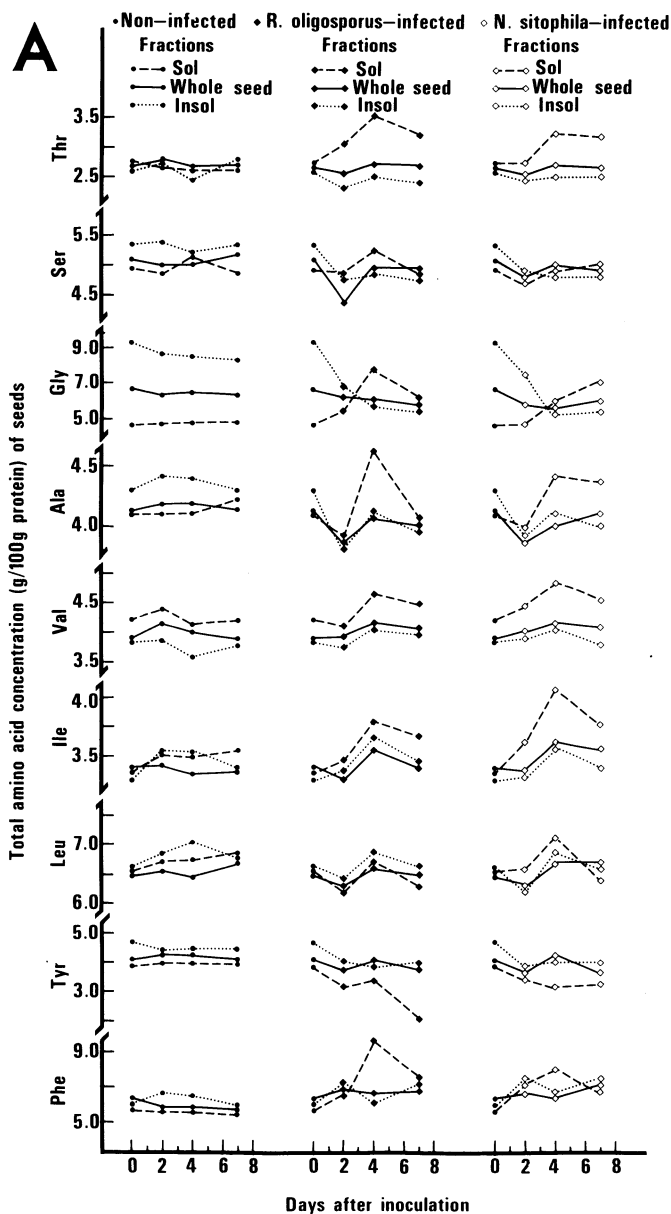 A
•Non–infected ◆ R. oligosporus–infected ◇ N. sitophila–infected
Fractions Fractions Fractions
Sol Sol Sol
Whole seed Whole seed Whole seed
Insol Insol Insol
Total amino acid concentration (g/100g protein) of seeds
Thr
3.5
2.5
Ser
5.5
4.5
Gly
9.0
7.0
5.0
Ala
4.5
4.0
Val
4.5
3.5
Ile
4.0
3.5
Leu
7.0
6.0
Tyr
5.0
3.0
Phe
9.0
5.0
0 2 4 6 8 0 2 4 6 8 0 2 4 6 8
Days after inoculation